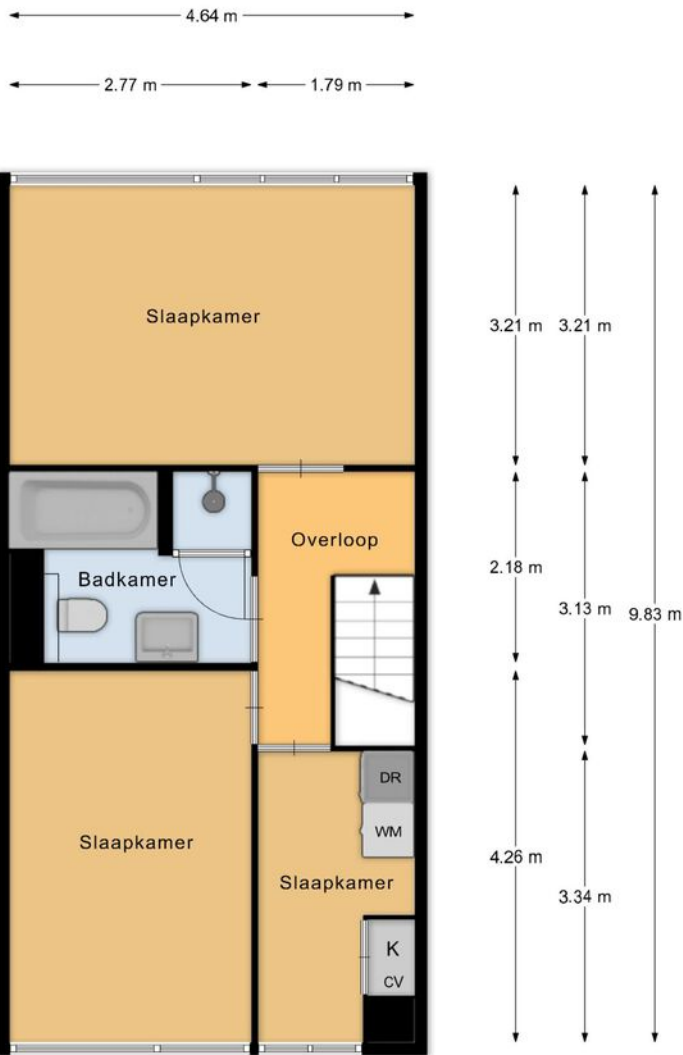 4.64 m
2.77 m
1.79 m
Slaapkamer
3.21 m
3.21 m
Overloop
2.18 m
Badkamer
3.13 m
9.83 m
DR
WM
Slaapkamer
4.26 m
Slaapkamer
3.34 m
K
CV